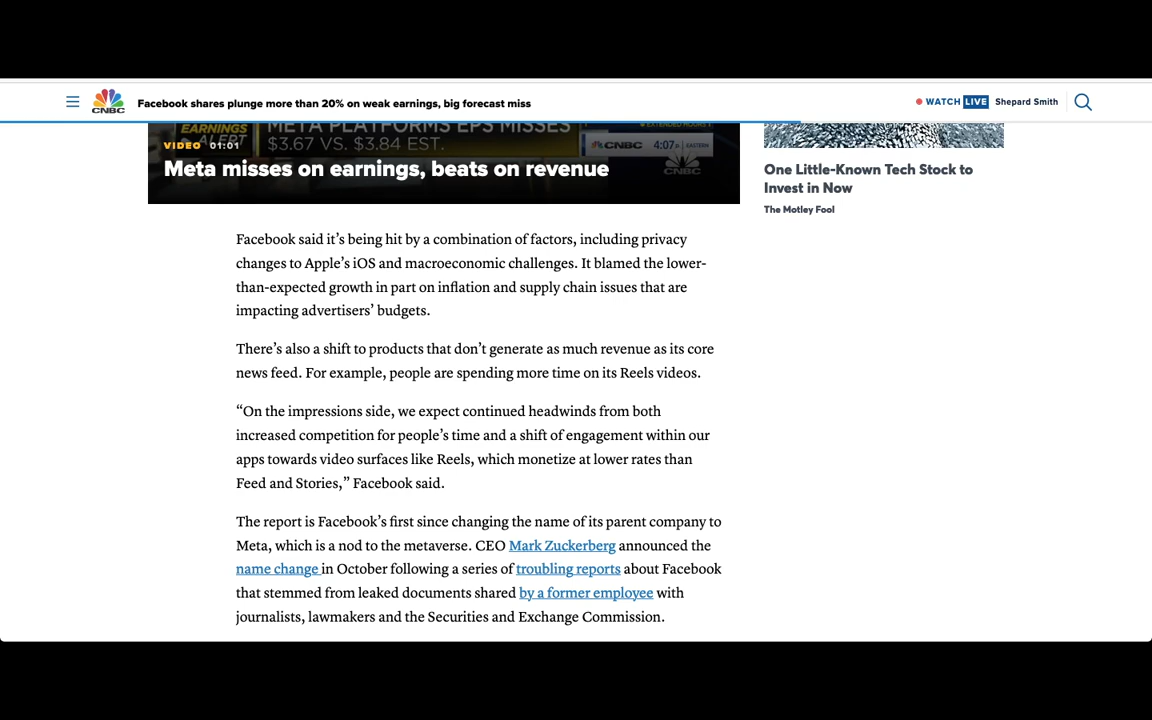 CNBC
Facebook shares plunge more than 20% on weak earnings, big forecast miss
WATCH LIVE Shepard Smith
EARNINGS
ALERT
META PLATFORMS EPS MISSES
$3.67 VS. $3.84 EST.
EXTENDED HOURS
CNBC 4:07P EASTERN
CNBC
VIDEO 01:01
Meta misses on earnings, beats on revenue
One Little-Known Tech Stock to
Invest in Now
The Motley Fool
Facebook said it’s being hit by a combination of factors, including privacy
changes to Apple’s iOS and macroeconomic challenges. It blamed the lower-
than-expected growth in part on inflation and supply chain issues that are
impacting advertisers’ budgets.
There’s also a shift to products that don’t generate as much revenue as its core
news feed. For example, people are spending more time on its Reels videos.
“On the impressions side, we expect continued headwinds from both
increased competition for people’s time and a shift of engagement within our
apps towards video surfaces like Reels, which monetize at lower rates than
Feed and Stories,” Facebook said.
The report is Facebook’s first since changing the name of its parent company to
Meta, which is a nod to the metaverse. CEO Mark Zuckerberg announced the
name change in October following a series of troubling reports about Facebook
that stemmed from leaked documents shared by a former employee with
journalists, lawmakers and the Securities and Exchange Commission.